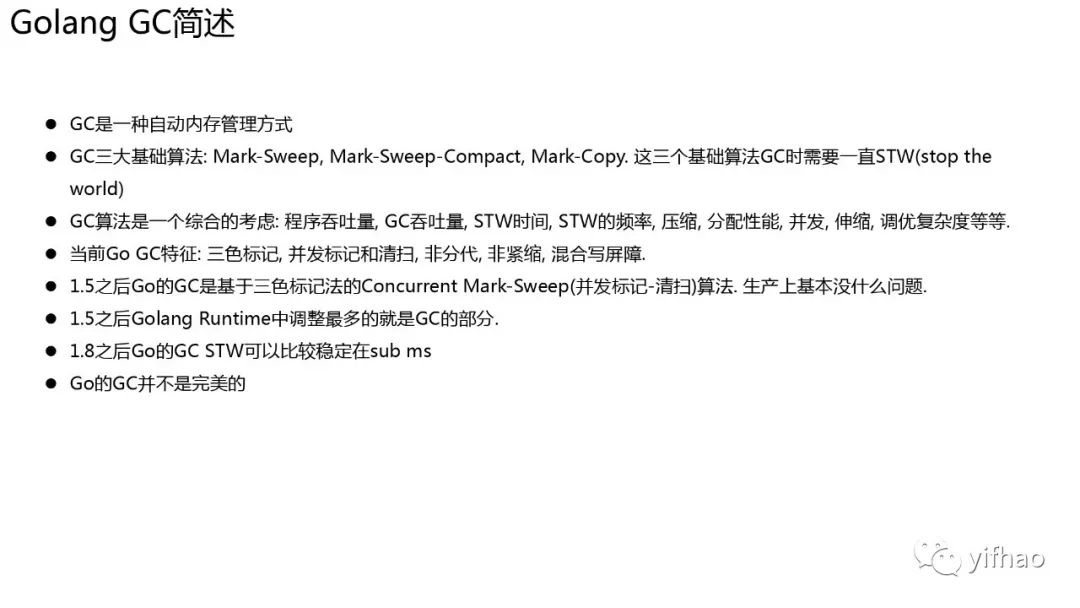 Golang GC简述
● GC是一种自动内存管理方式
● GC三大基础算法: Mark-Sweep, Mark-Sweep-Compact, Mark-Copy. 这三个基础算法GC时需要一直STW(stop the
world)
● GC算法是一个综合的考虑: 程序吞吐量, GC吞吐量, STW时间, STW的频率, 压缩, 分配性能, 并发, 伸缩, 调优复杂度等等.
● 当前Go GC特征: 三色标记, 并发标记和清扫, 非分代, 非紧缩, 混合写屏障.
● 1.5之后Go的GC是基于三色标记法的Concurrent Mark-Sweep(并发标记-清扫)算法. 生产上基本没什么问题.
● 1.5之后Golang Runtime中调整最多的就是GC的部分.
● 1.8之后Go的GC STW可以比较稳定在sub ms
● Go的GC并不是完美的
yifhao